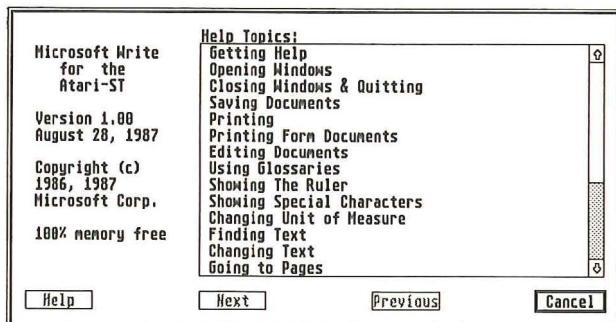 Microsoft Write
for the
Atari-ST
Version 1.00
August 28, 1987
Copyright (c)
1986, 1987
Microsoft Corp.
100% memory free
Help Topics:
Getting Help
Opening Windows
Closing Windows & Quitting
Saving Documents
Printing
Printing Form Documents
Editing Documents
Using Glossaries
Showing The Ruler
Showing Special Characters
Changing Unit of Measure
Finding Text
Changing Text
Going to Pages
Help
Next
Previous
Cancel